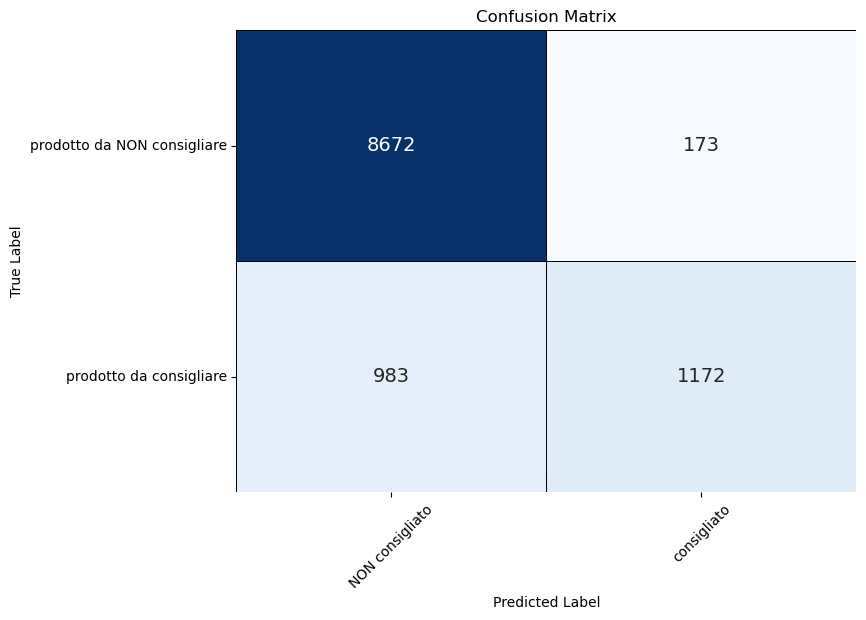 Confusion Matrix
True Label
prodotto da NON consigliare
8672
173
prodotto da consigliare
983
1172
NON consigliato
consigliato
Predicted Label